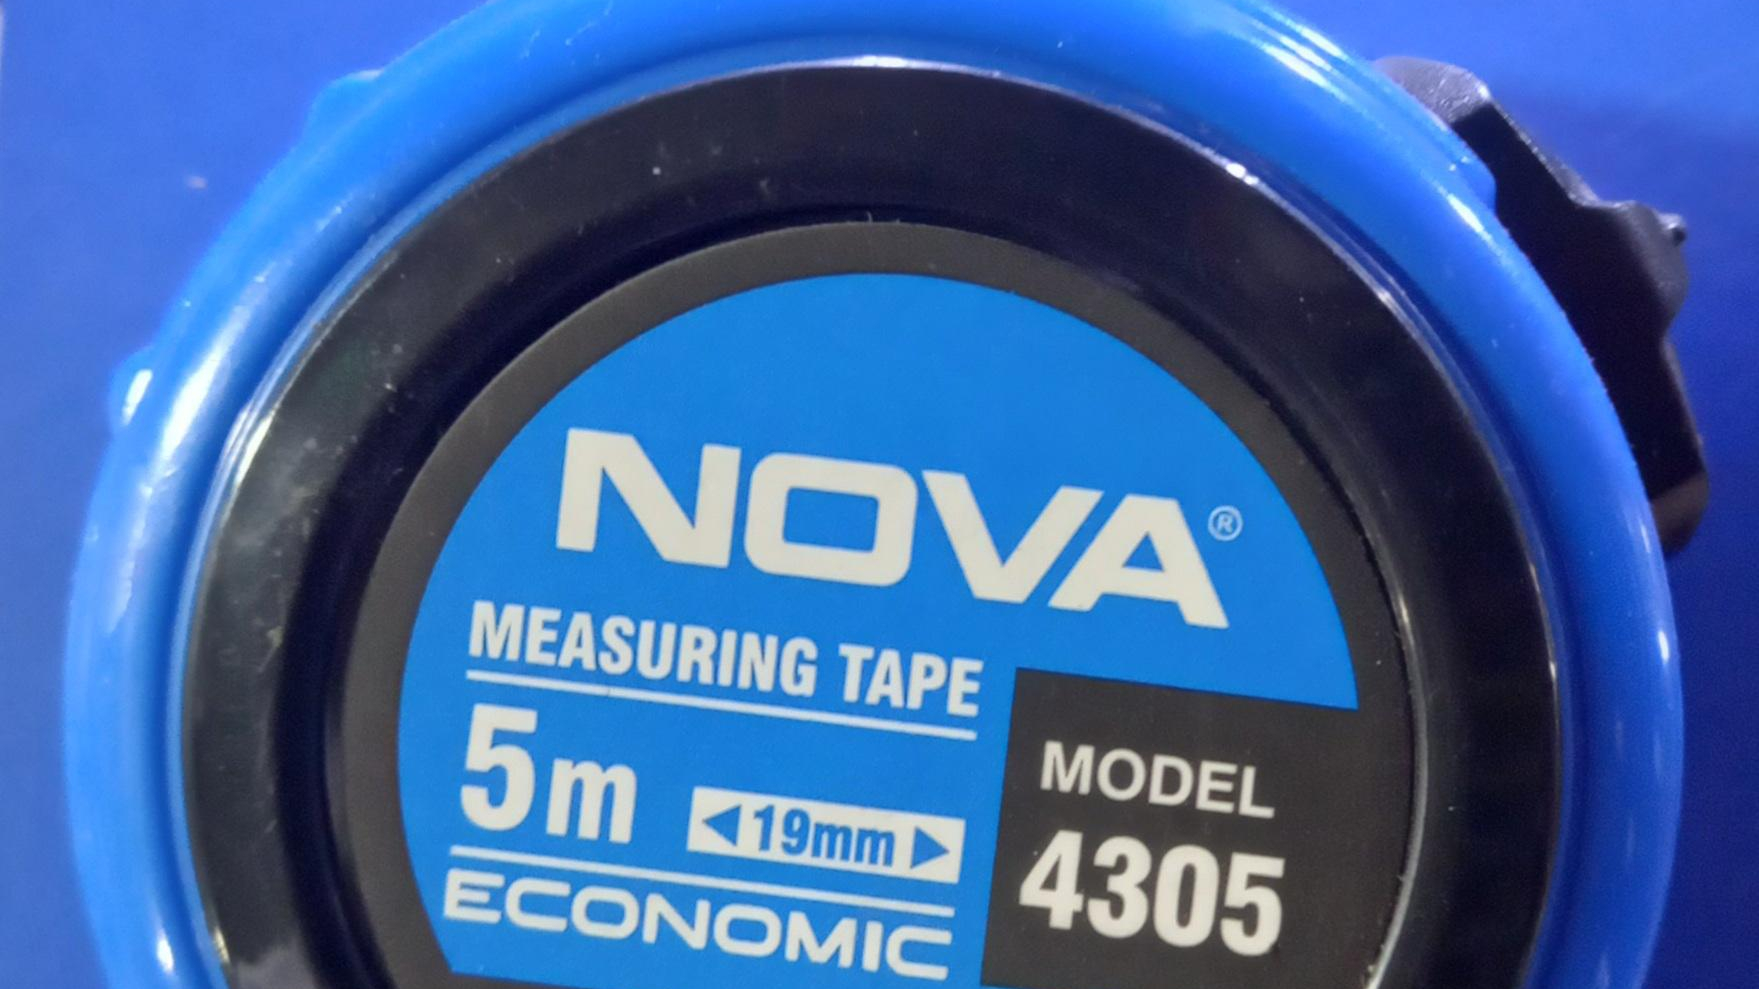 NOVA®
MEASURING TAPE
5m
19mm
ECONOMIC
MODEL
4305